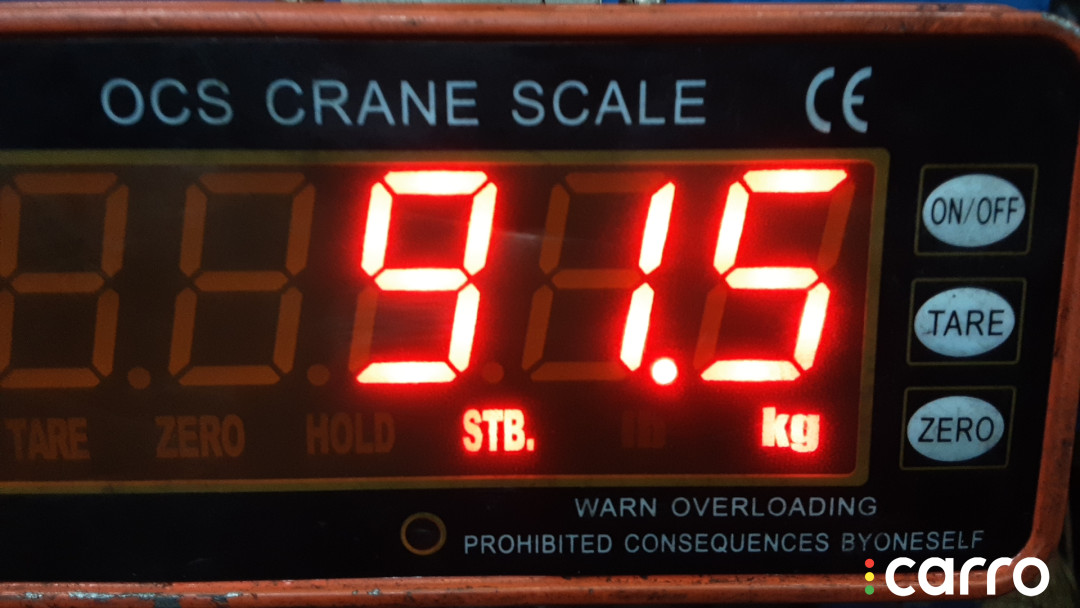 OCS CRANE SCALE CE
91.5
ON/OFF
TARE
ZERO
TARE ZERO HOLD STB. lb kg
WARN OVERLOADING
PROHIBITED CONSEQUENCES BYONESELF
carro